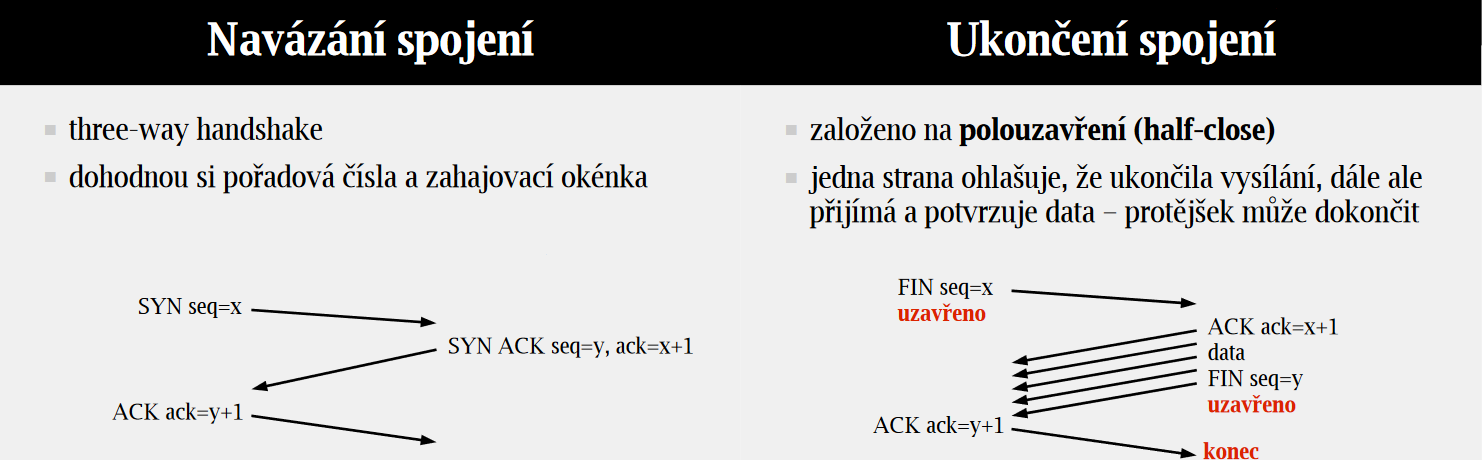 Navázání spojení
three-way handshake
dohodnou si pořadová čísla a zahajovací okénka
SYN seq=x
SYN ACK seq=y, ack=x+1
ACK ack=y+1
Ukončení spojení
založeno na polouzavření (half-close)
jedna strana ohlašuje, že ukončila vysílání, dále ale
přijímá a potvrzuje data – protějšek může dokončit
FIN seq=x
uzavřeno
ACK ack=x+1
data
FIN seq=y
uzavřeno
ACK ack=y+1
konec